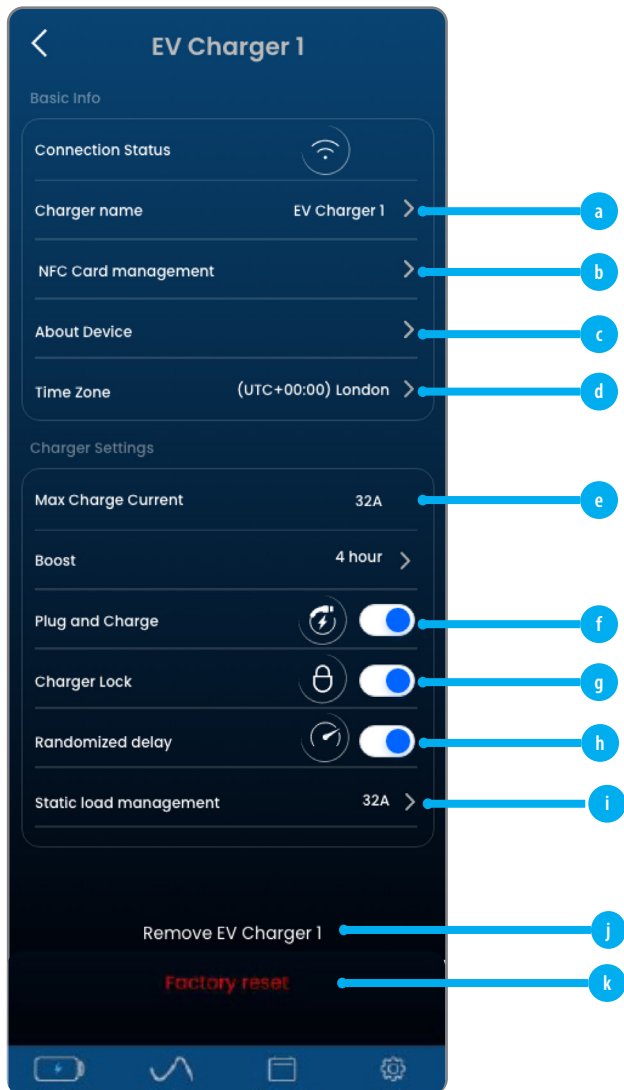 EV Charger 1
Basic Info
Connection Status
Charger name EV Charger 1 a
NFC Card management b
About Device c
Time Zone (UTC+00:00) London d
Charger Settings
Max Charge Current 32A e
Boost 4 hour
Plug and Charge f
Charger Lock g
Randomized delay h
Static load management 32A i
Remove EV Charger 1 j
Factory reset k